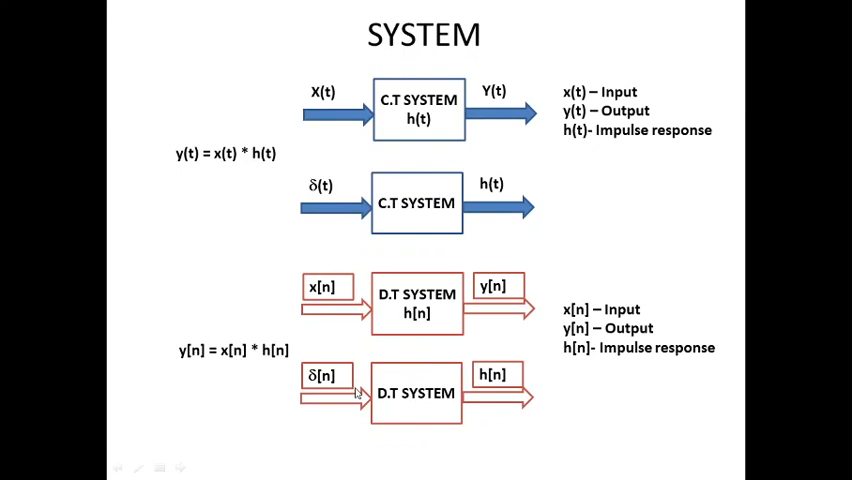 SYSTEM
X(t)
C.T SYSTEM
h(t)
Y(t)
x(t) – Input
y(t) – Output
h(t)- Impulse response
y(t) = x(t) * h(t)
δ(t)
C.T SYSTEM
h(t)
x[n]
D.T SYSTEM
h[n]
y[n]
x[n] – Input
y[n] – Output
h[n]- Impulse response
y[n] = x[n] * h[n]
δ[n]
D.T SYSTEM
h[n]